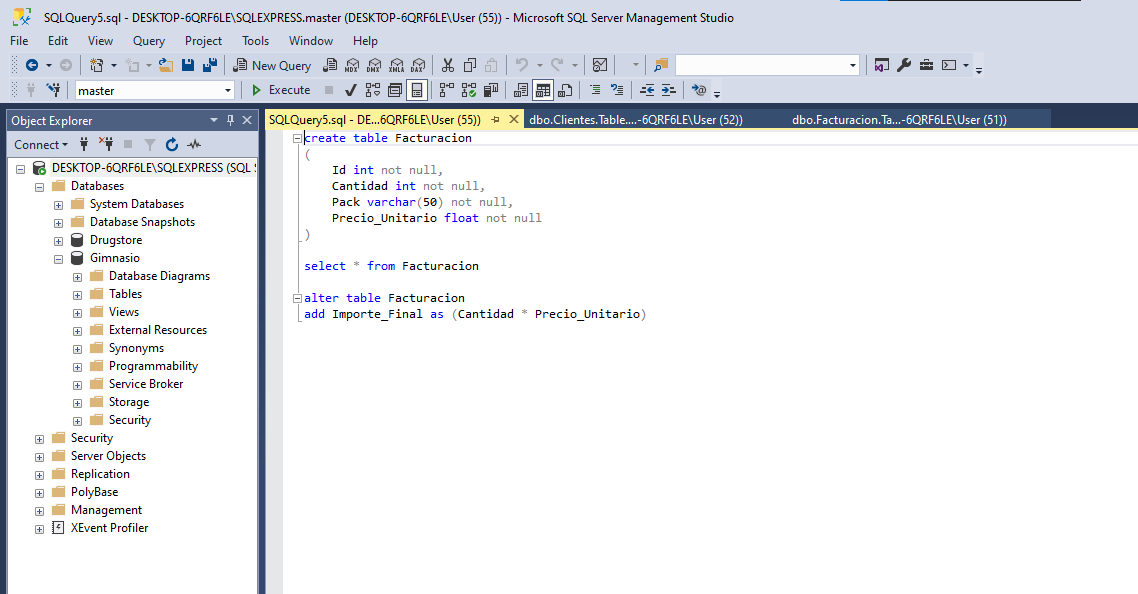 SQLQuery5.sql - DESKTOP-6QRF6LE\SQLEXPRESS.master (DESKTOP-6QRF6LE\User (55)) - Microsoft SQL Server Management Studio
File Edit View Query Project Tools Window Help
New Query MDX DMX XMLA DAX
master Execute
Object Explorer
SQLQuery5.sql - DE...6QRF6LE\User (55)) dbo.Clientes.Table....-6QRF6LE\User (52)) dbo.Facturacion.Ta...-6QRF6LE\User (51))
Connect
DESKTOP-6QRF6LE\SQLEXPRESS (SQL
Databases
System Databases
Database Snapshots
Drugstore
Gimnasio
Database Diagrams
Tables
Views
External Resources
Synonyms
Programmability
Service Broker
Storage
Security
Security
Server Objects
Replication
PolyBase
Management
XEvent Profiler
create table Facturacion
(
Id int not null,
Cantidad int not null,
Pack varchar(50) not null,
Precio_Unitario float not null
)
select * from Facturacion
alter table Facturacion
add Importe_Final as (Cantidad * Precio_Unitario)